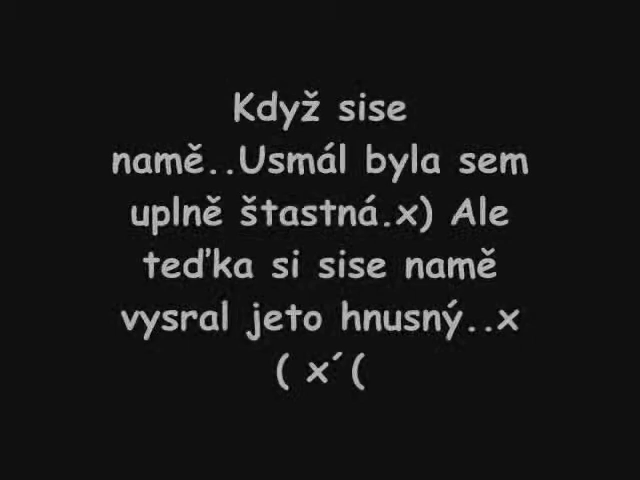 Když sise
namě..Usmál byla sem
uplně štastná.x) Ale
teďka si sise namě
vysral jeto hnusný..x
( x´(